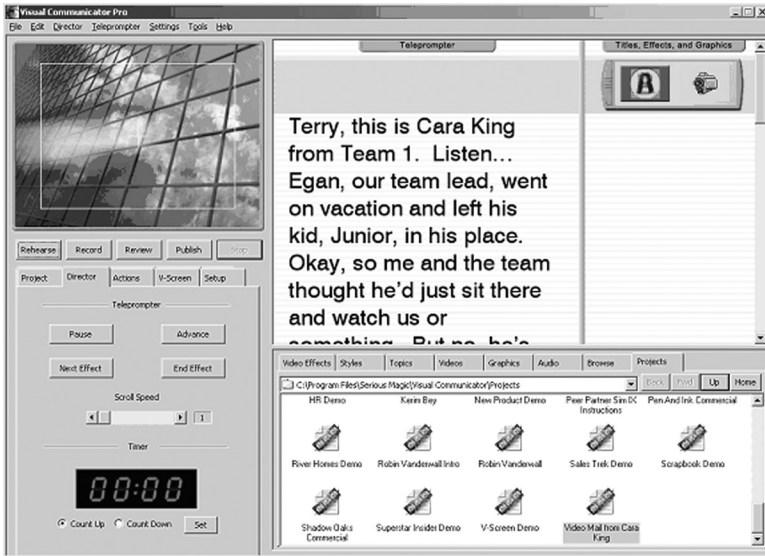 Visual Communicator Pro
File Edit Director Teleprompter Settings Tools Help
Teleprompter
Titles, Effects, and Graphics
Terry, this is Cara King
from Team 1. Listen...
Egan, our team lead, went
on vacation and left his
kid, Junior, in his place.
Okay, so me and the team
thought he'd just sit there
and watch us or
something. But no, he's
Rehearse Record Review Publish Stop
Project Director Actions V-Screen Setup
Teleprompter
Pause Advance
Next Effect End Effect
Scroll Speed
1
Timer
00:00
Count Up Count Down Set
Video Effects Styles Topics Videos Graphics Audio Browse Projects
C:\Program Files\Serious Magic\Visual Communicator\Projects
Back Fwd Up Home
HR Demo Kerim Bey New Product Demo Peer Partner Sim IX Instructions Pen And Ink Commercial
River Homes Demo Robin Vanderwall Intro Robin Vanderwall Sales Trek Demo Scrapbook Demo
Shadow Oaks Commercial Superstar Insider Demo V-Screen Demo Video Mail from Cara King